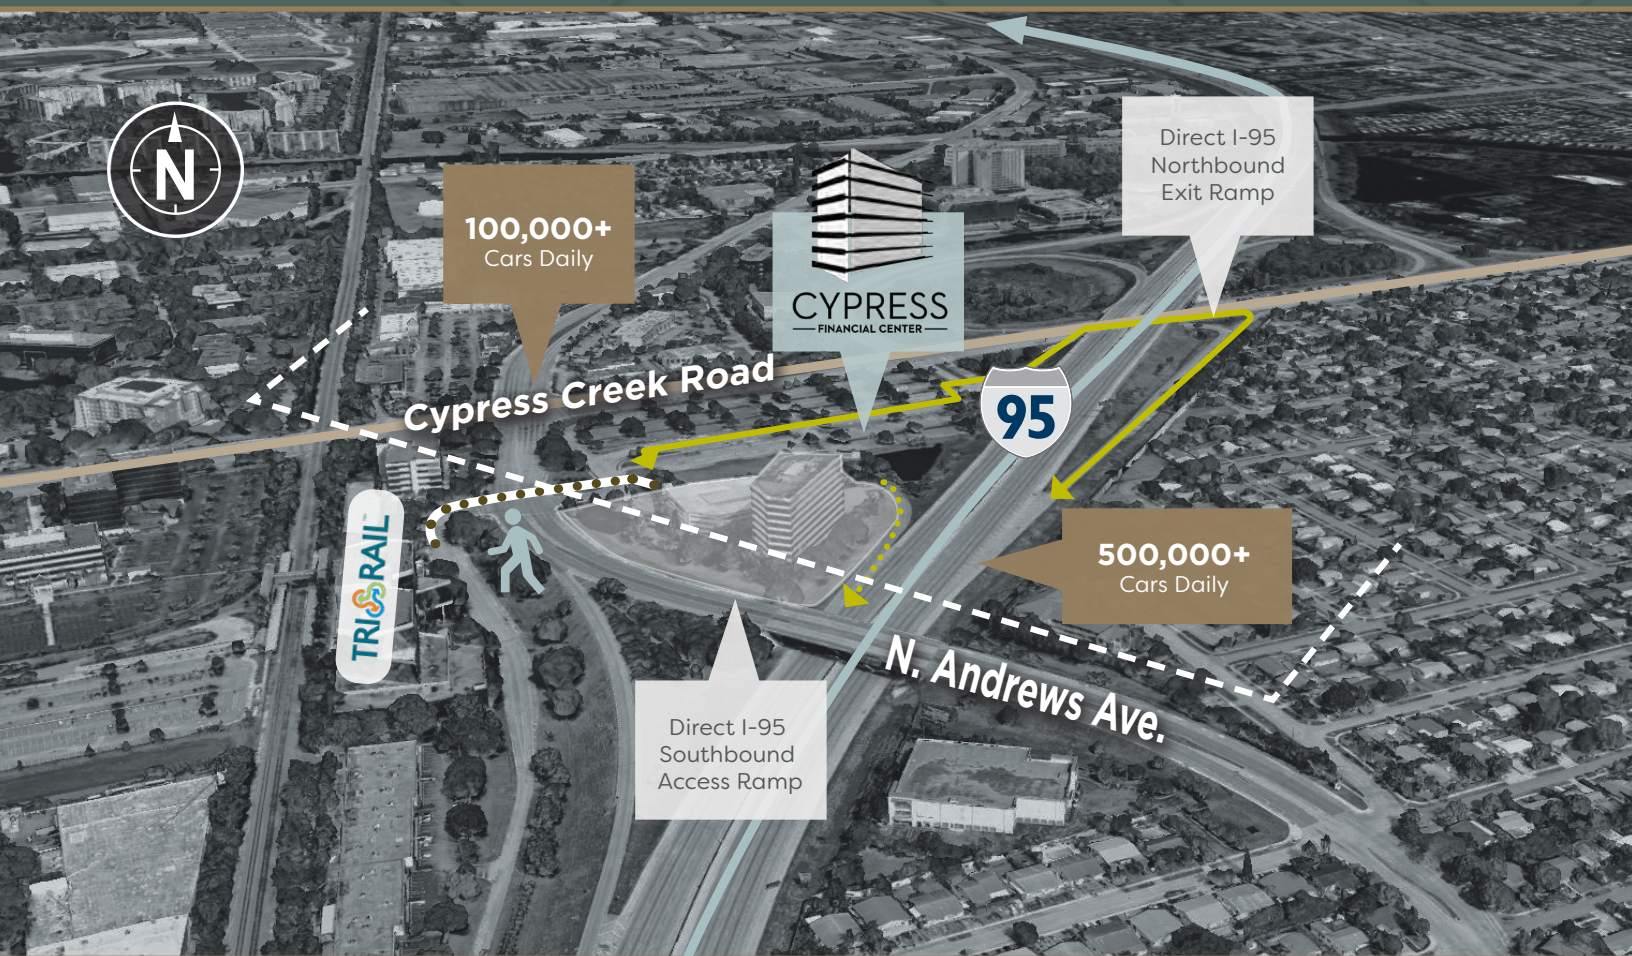 N
Direct I-95
Northbound
Exit Ramp
100,000+
Cars Daily
CYPRESS
FINANCIAL CENTER
Cypress Creek Road
95
TRI RAIL
500,000+
Cars Daily
N. Andrews Ave.
Direct I-95
Southbound
Access Ramp